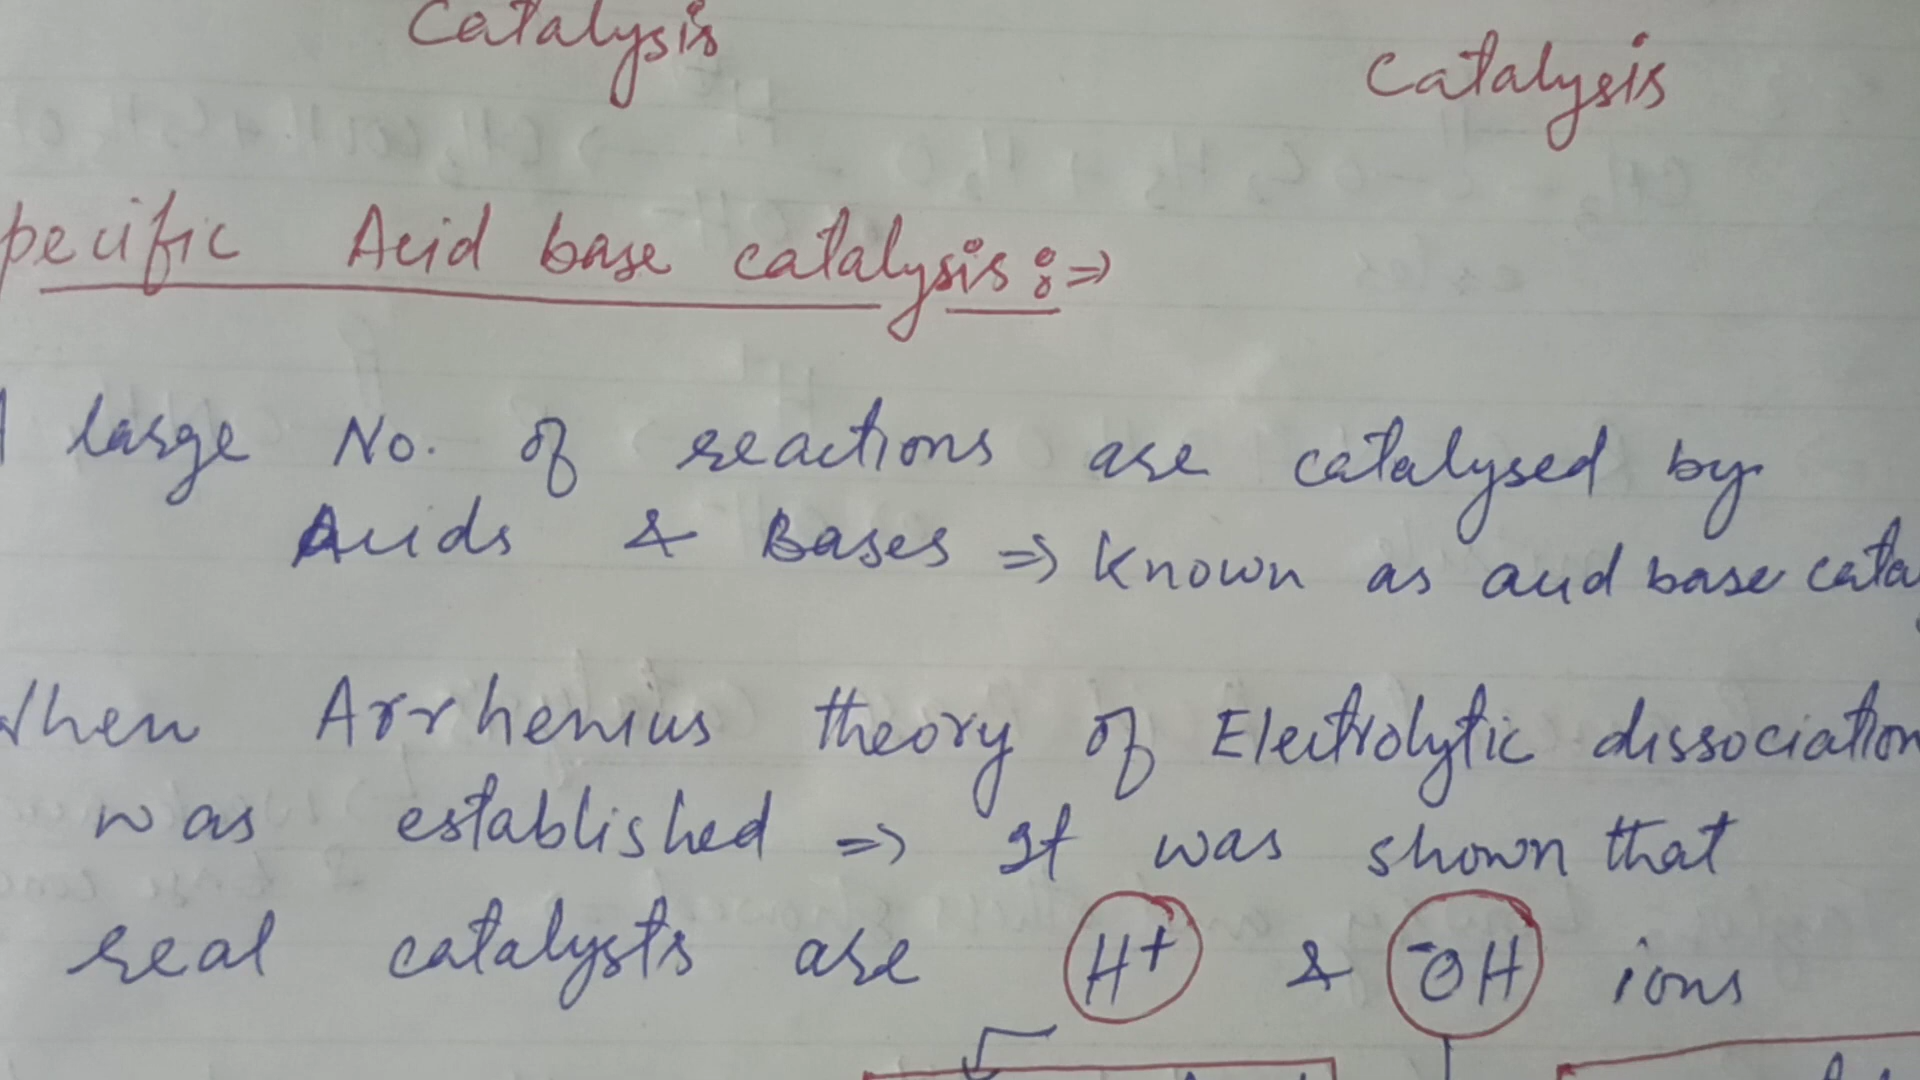 Catalysis Catalysis
pecific Acid base catalysis :⇒
large No. of reactions are catalysed by
Acids & Bases ⇒ Known as acid base cata
When Arrhenius theory of Electrolytic dissociation
was established ⇒ It was shown that
real catalysts are H+ & -OH ions